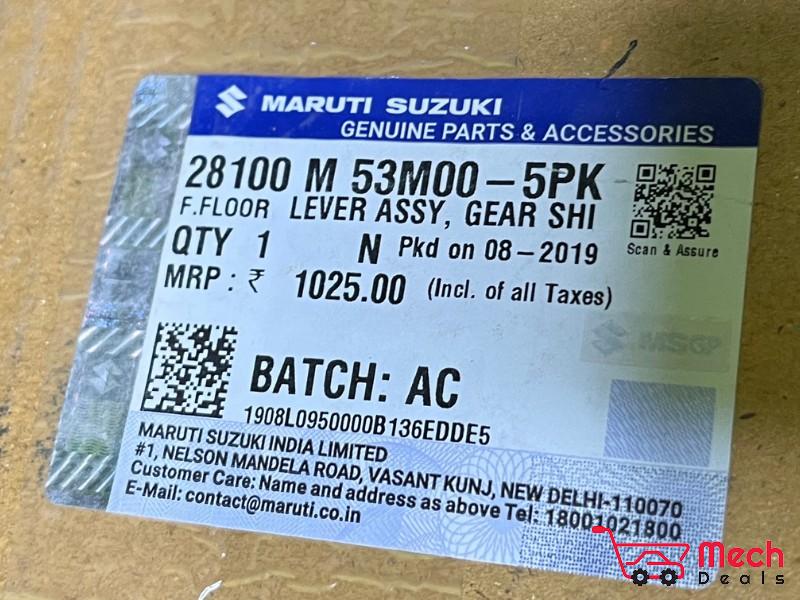 MARUTI SUZUKI
GENUINE PARTS & ACCESSORIES
28100 M 53M00-5PK
F.FLOOR LEVER ASSY, GEAR SHI
QTY 1 N Pkd on 08-2019
Scan & Assure
MRP : ₹ 1025.00 (Incl. of all Taxes)
MSGP
BATCH: AC
1908L0950000B136EDDE5
MARUTI SUZUKI INDIA LIMITED
#1, NELSON MANDELA ROAD, VASANT KUNJ, NEW DELHI-110070
Customer Care: Name and address as above Tel: 18001021800
E-Mail: contact@maruti.co.in
Mech
Deals